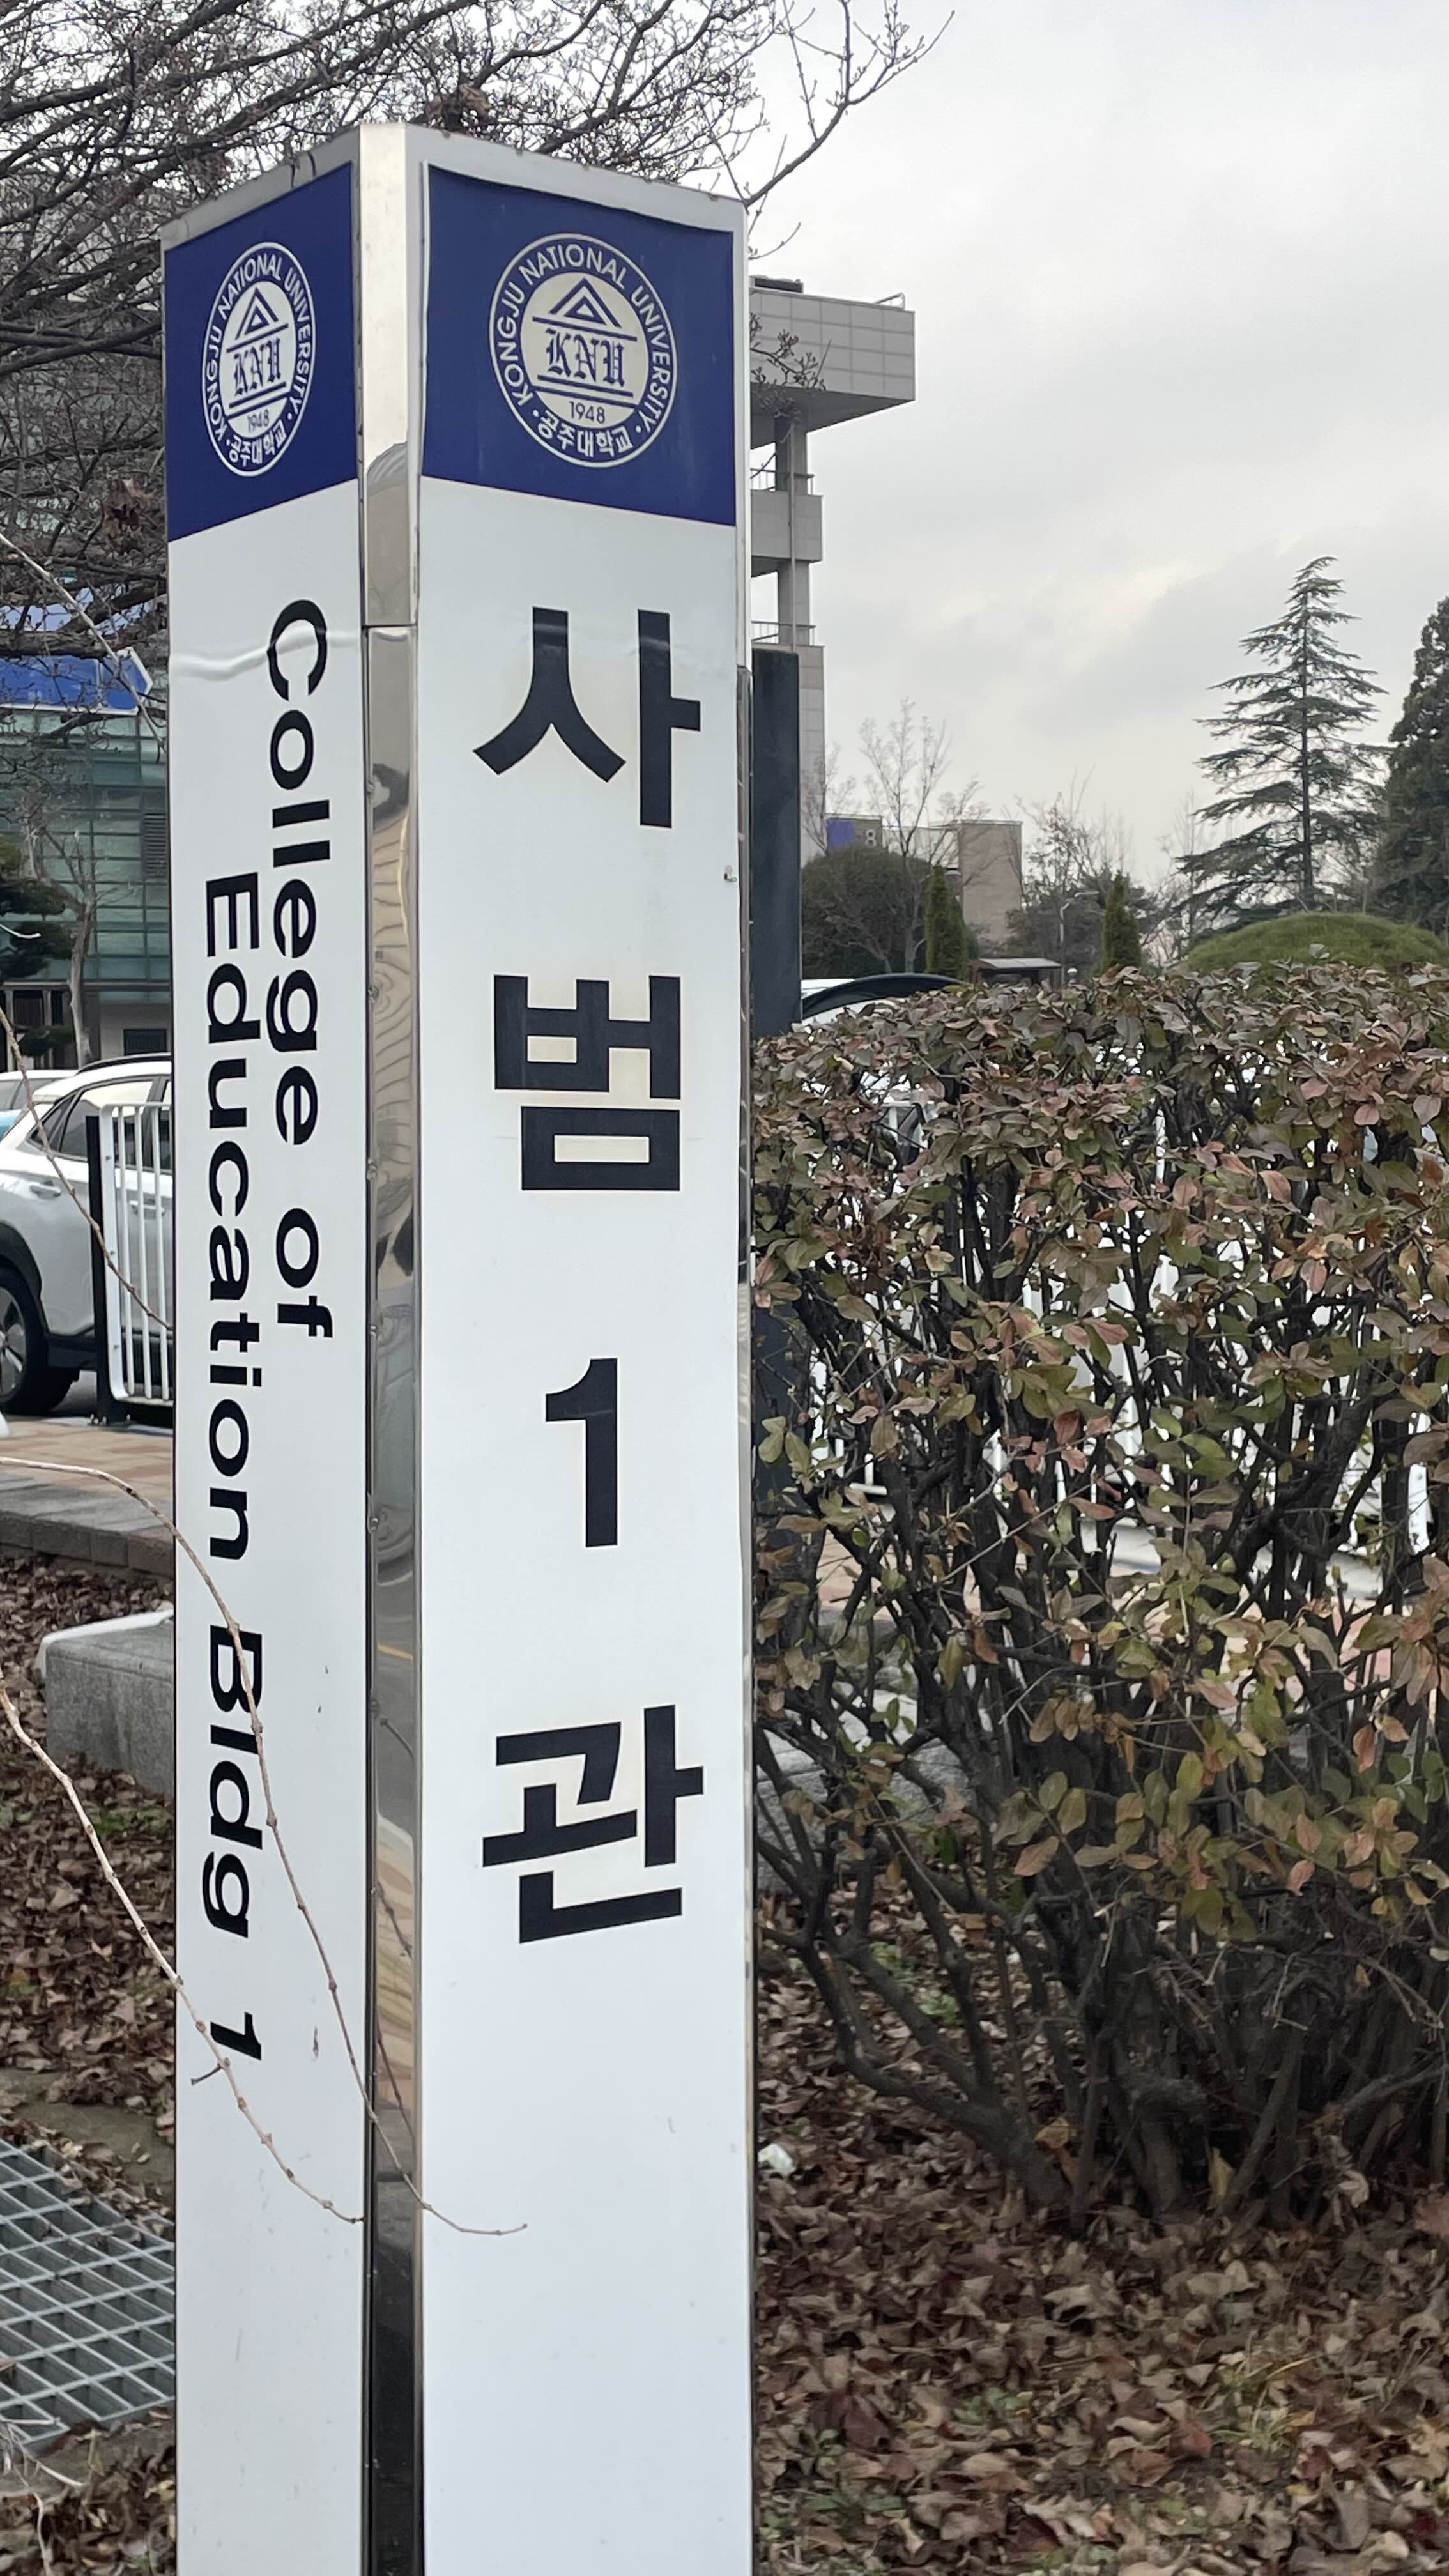 KONGJU NATIONAL UNIVERSITY
KNU
1948
공주대학교
College of
Education Bldg 1
KONGJU NATIONAL UNIVERSITY
KNU
1948
공주대학교
사범1관
8